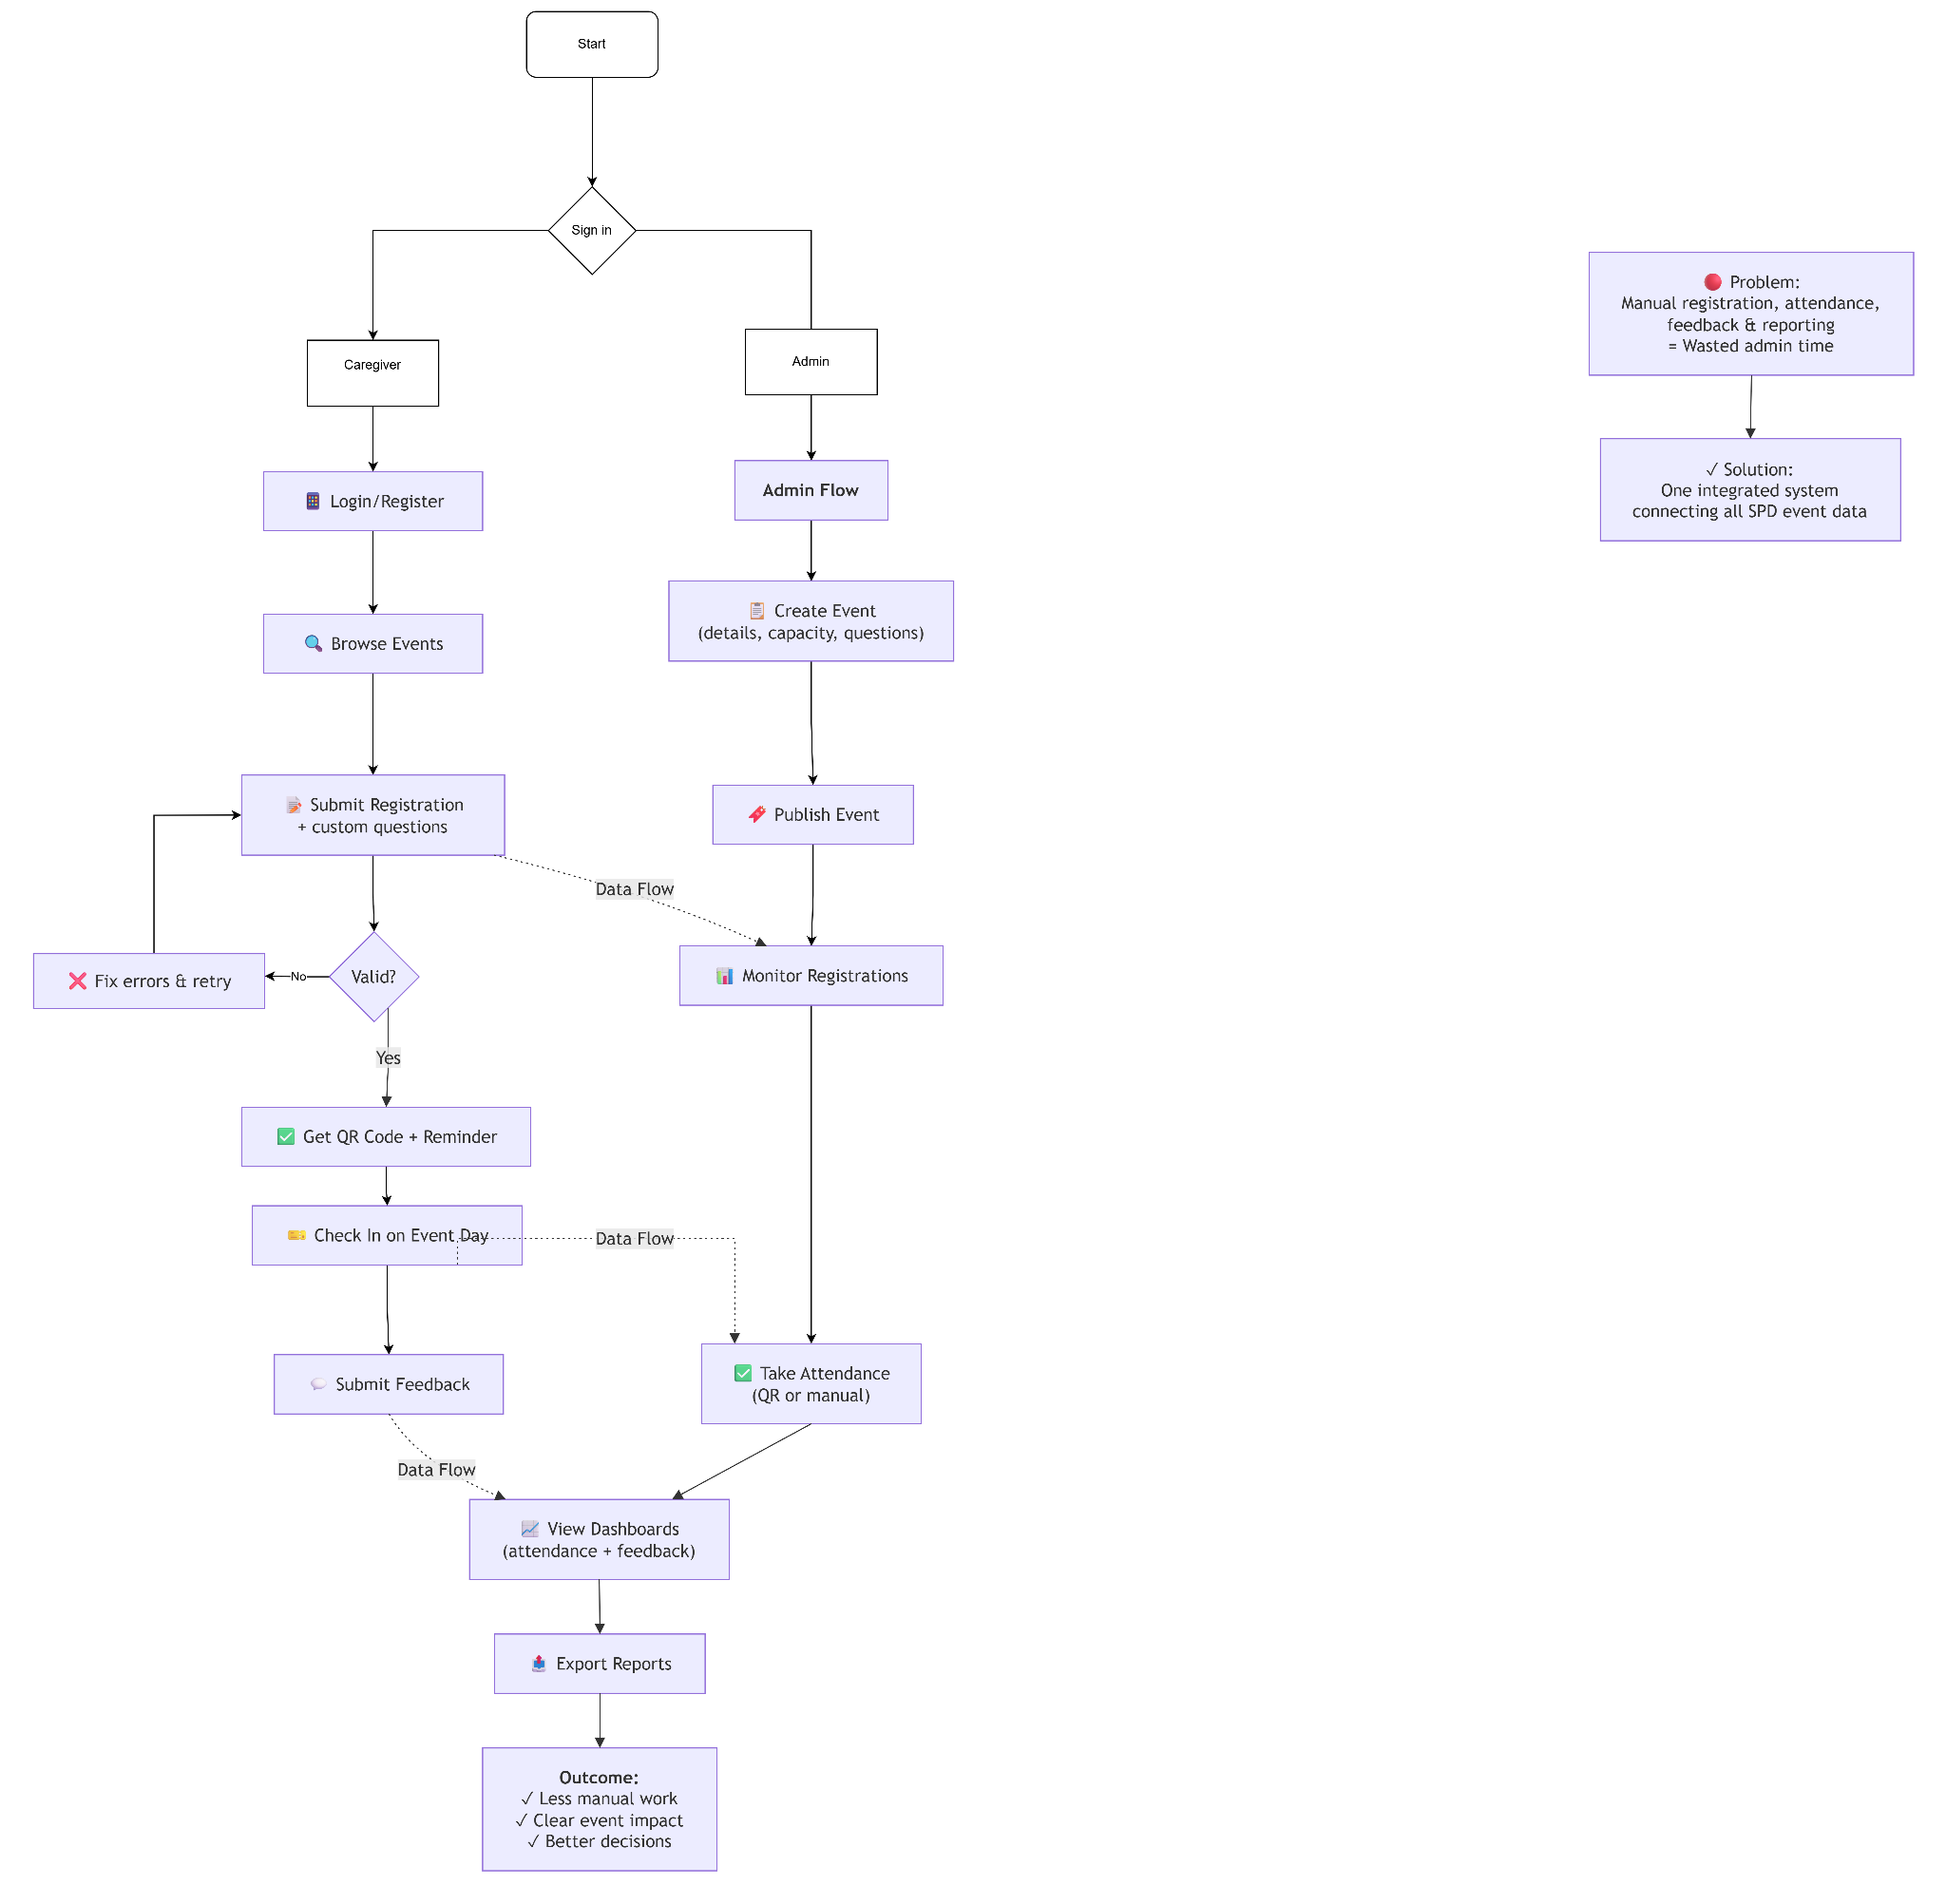 Start
Sign in
Caregiver
Admin
🔴 Problem:
Manual registration, attendance,
feedback & reporting
= Wasted admin time
✓ Solution:
One integrated system
connecting all SPD event data
📱 Login/Register
Admin Flow
🔍 Browse Events
📋 Create Event
(details, capacity, questions)
📝 Submit Registration
+ custom questions
🔖 Publish Event
Data Flow
❌ Fix errors & retry
No
Valid?
📊 Monitor Registrations
Yes
✅ Get QR Code + Reminder
🎫 Check In on Event Day
Data Flow
💬 Submit Feedback
✅ Take Attendance
(QR or manual)
Data Flow
📈 View Dashboards
(attendance + feedback)
📤 Export Reports
Outcome:
✓ Less manual work
✓ Clear event impact
✓ Better decisions